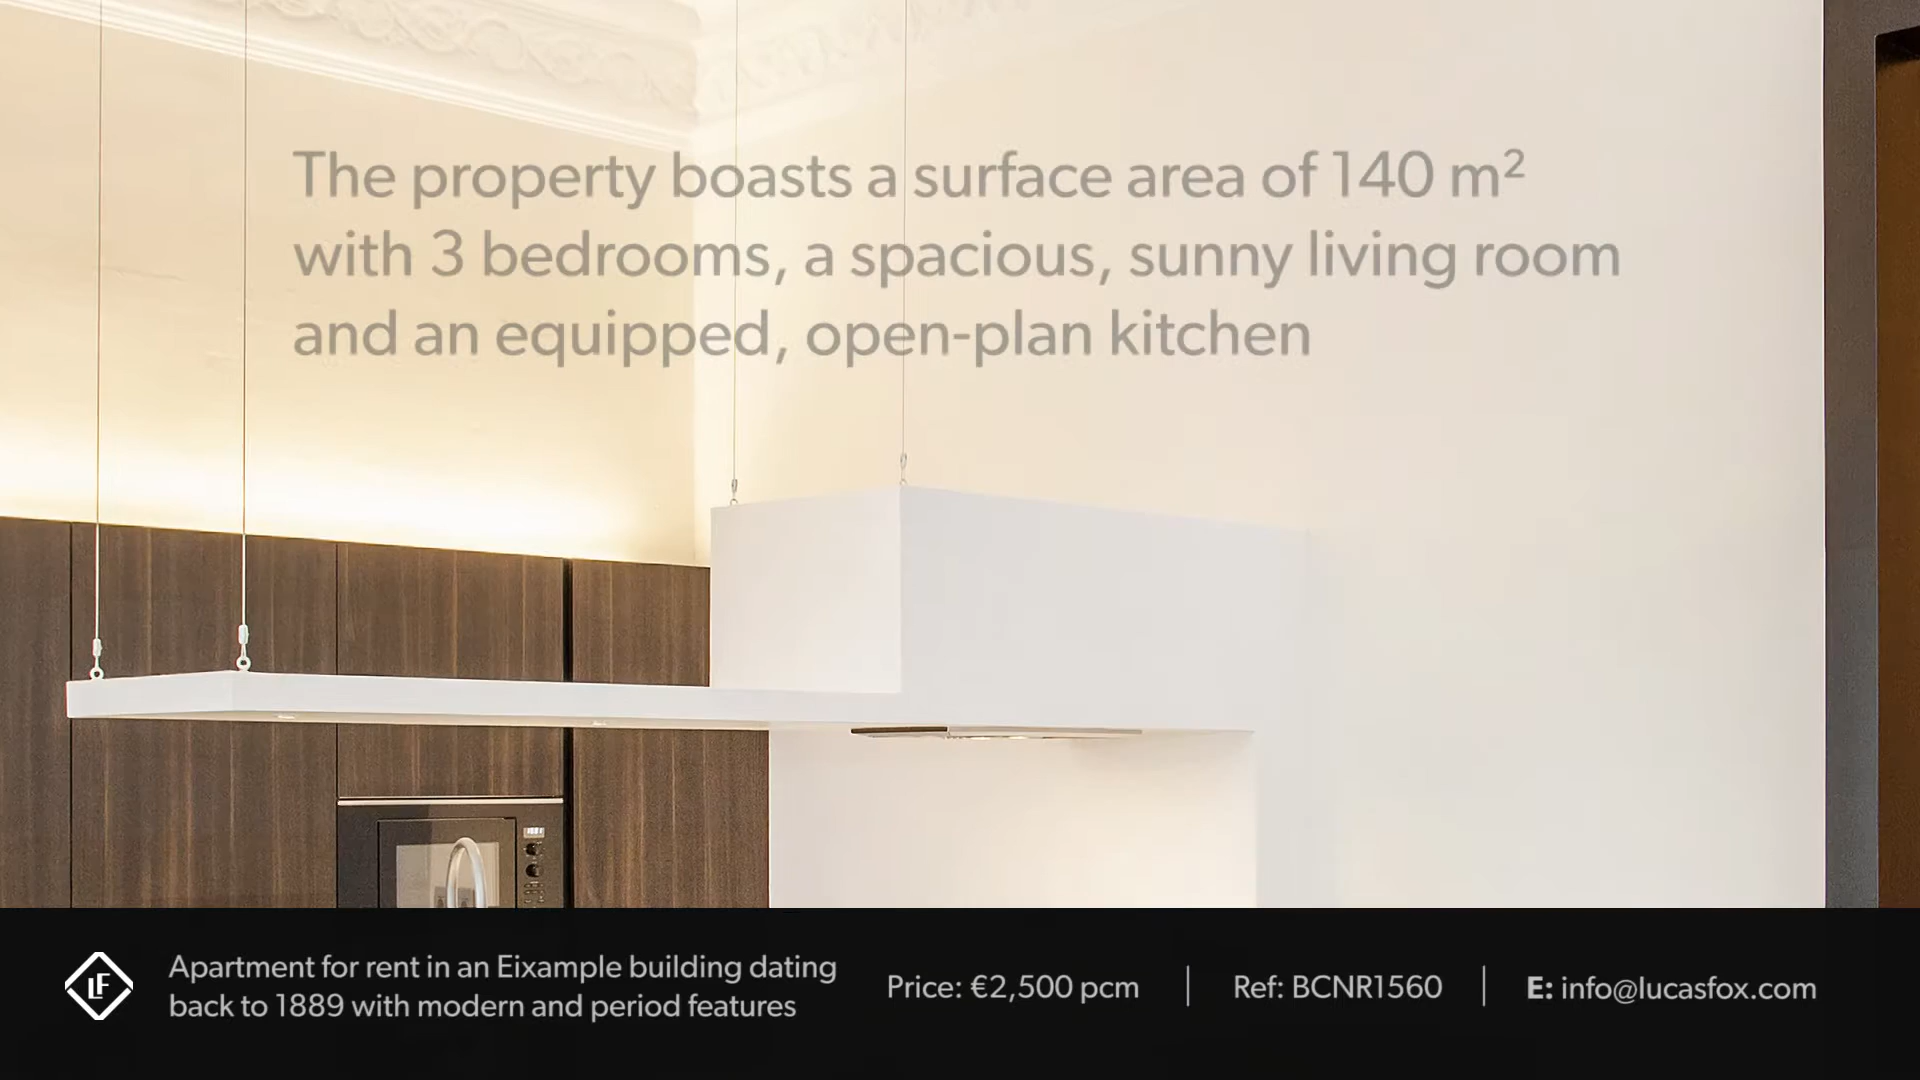 The property boasts a surface area of 140 m²
with 3 bedrooms, a spacious, sunny living room
and an equipped, open-plan kitchen
LF
Apartment for rent in an Eixample building dating
back to 1889 with modern and period features
Price: €2,500 pcm
Ref: BCNR1560
E: info@lucasfox.com